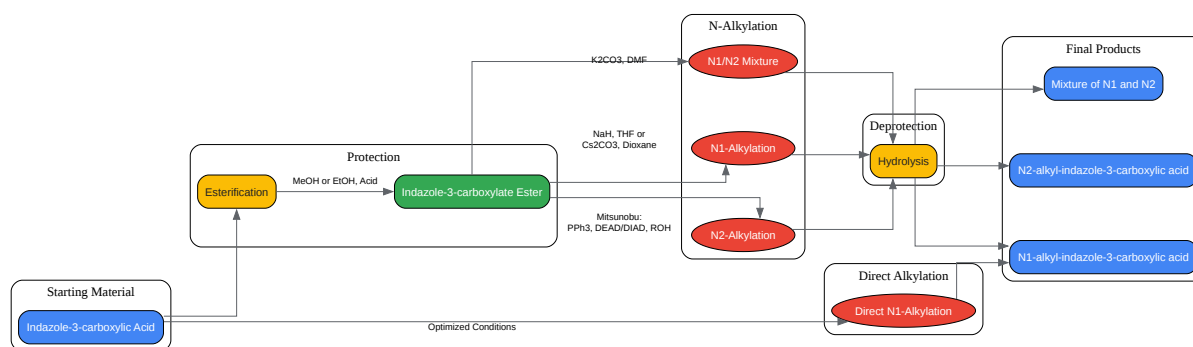 N-Alkylation
Final Products
K2CO3, DMF
N1/N2 Mixture
Mixture of N1 and N2
Deprotection
NaH, THF or
Cs2CO3, Dioxane
N1-Alkylation
Hydrolysis
Protection
N2-alkyl-indazole-3-carboxylic acid
MeOH or EtOH, Acid
Esterification
Indazole-3-carboxylate Ester
Mitsunobu:
PPh3, DEAD/DIAD, ROH
N2-Alkylation
N1-alkyl-indazole-3-carboxylic acid
Direct Alkylation
Starting Material
Direct N1-Alkylation
Indazole-3-carboxylic Acid
Optimized Conditions